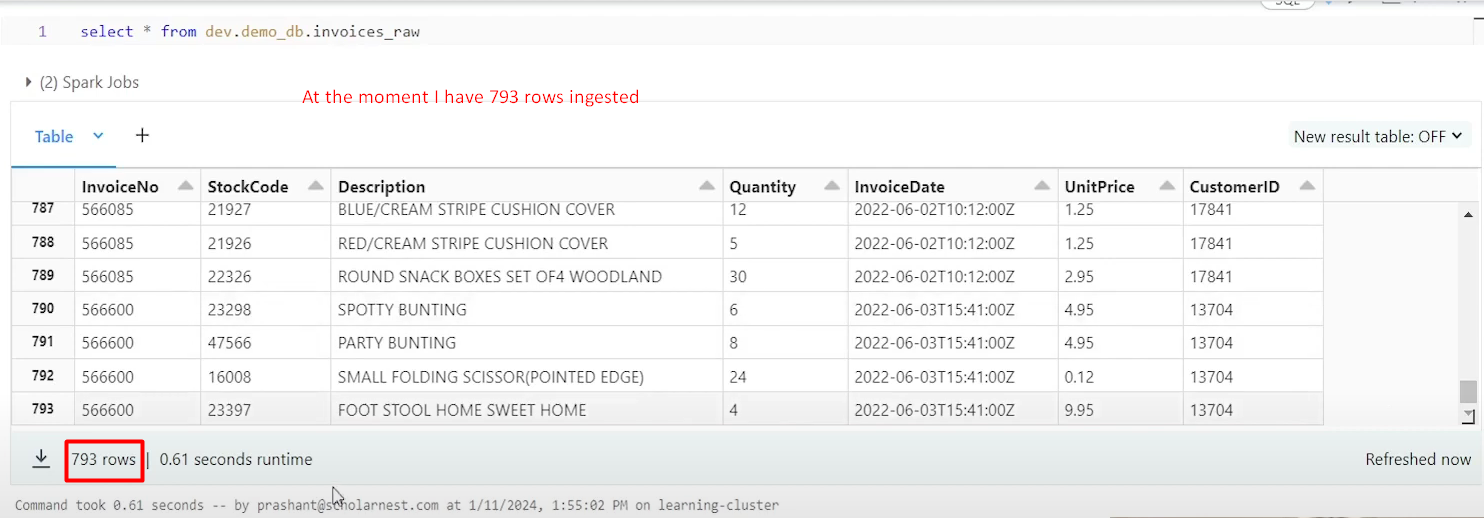 SQL
1 select * from dev.demo_db.invoices_raw
(2) Spark Jobs
At the moment I have 793 rows ingested
Table
New result table: OFF
InvoiceNo StockCode Description Quantity InvoiceDate UnitPrice CustomerID
787 566085 21927 BLUE/CREAM STRIPE CUSHION COVER 12 2022-06-02T10:12:00Z 1.25 17841
788 566085 21926 RED/CREAM STRIPE CUSHION COVER 5 2022-06-02T10:12:00Z 1.25 17841
789 566085 22326 ROUND SNACK BOXES SET OF4 WOODLAND 30 2022-06-02T10:12:00Z 2.95 17841
790 566600 23298 SPOTTY BUNTING 6 2022-06-03T15:41:00Z 4.95 13704
791 566600 47566 PARTY BUNTING 8 2022-06-03T15:41:00Z 4.95 13704
792 566600 16008 SMALL FOLDING SCISSOR(POINTED EDGE) 24 2022-06-03T15:41:00Z 0.12 13704
793 566600 23397 FOOT STOOL HOME SWEET HOME 4 2022-06-03T15:41:00Z 9.95 13704
793 rows | 0.61 seconds runtime
Refreshed now
Command took 0.61 seconds -- by prashant@scholarnest.com at 1/11/2024, 1:55:02 PM on learning-cluster